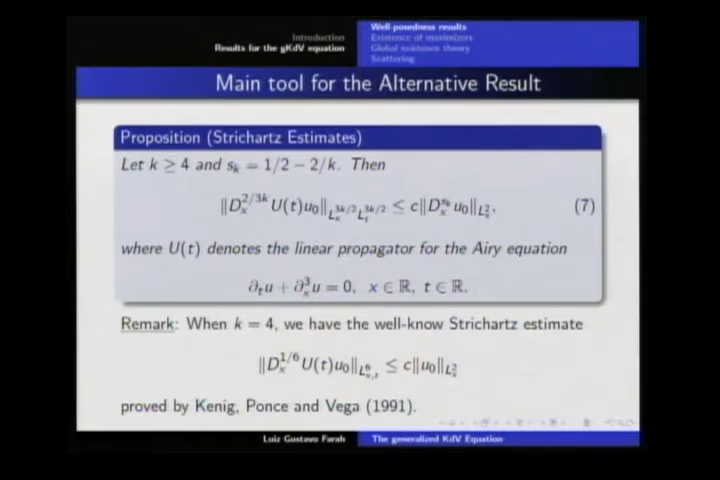 Introduction
Results for the gKdV equation
Well-posedness results
Existence of maximizers
Global existence theory
Scattering
Main tool for the Alternative Result
Proposition (Strichartz Estimates)
Let k ≥ 4 and s_k = 1/2 − 2/k. Then
‖D_x^{2/3k} U(t)u_0‖_{L_x^{3k/2} L_t^{3k/2}} ≤ c‖D_x^{s_k} u_0‖_{L_x^2}, (7)
where U(t) denotes the linear propagator for the Airy equation
∂_t u + ∂_x^3 u = 0, x ∈ ℝ, t ∈ ℝ.
Remark: When k = 4, we have the well-know Strichartz estimate
‖D_x^{1/6} U(t)u_0‖_{L_{x,t}^6} ≤ c‖u_0‖_{L_x^2}
proved by Kenig, Ponce and Vega (1991).
Luiz Gustavo Farah
The generalized KdV Equation